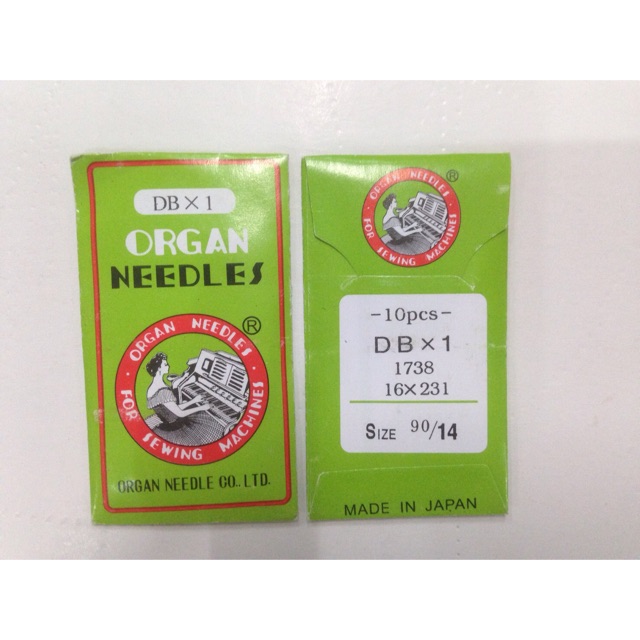 DB × 1
ORGAN
NEEDLES
®
· ORGAN NEEDLES ·
FOR SEWING MACHINES
ORGAN NEEDLE CO., LTD.
· ORGAN NEEDLES ·
FOR SEWING MACHINES
®
-10pcs-
DB × 1
1738
16×231
SIZE 90/14
MADE IN JAPAN